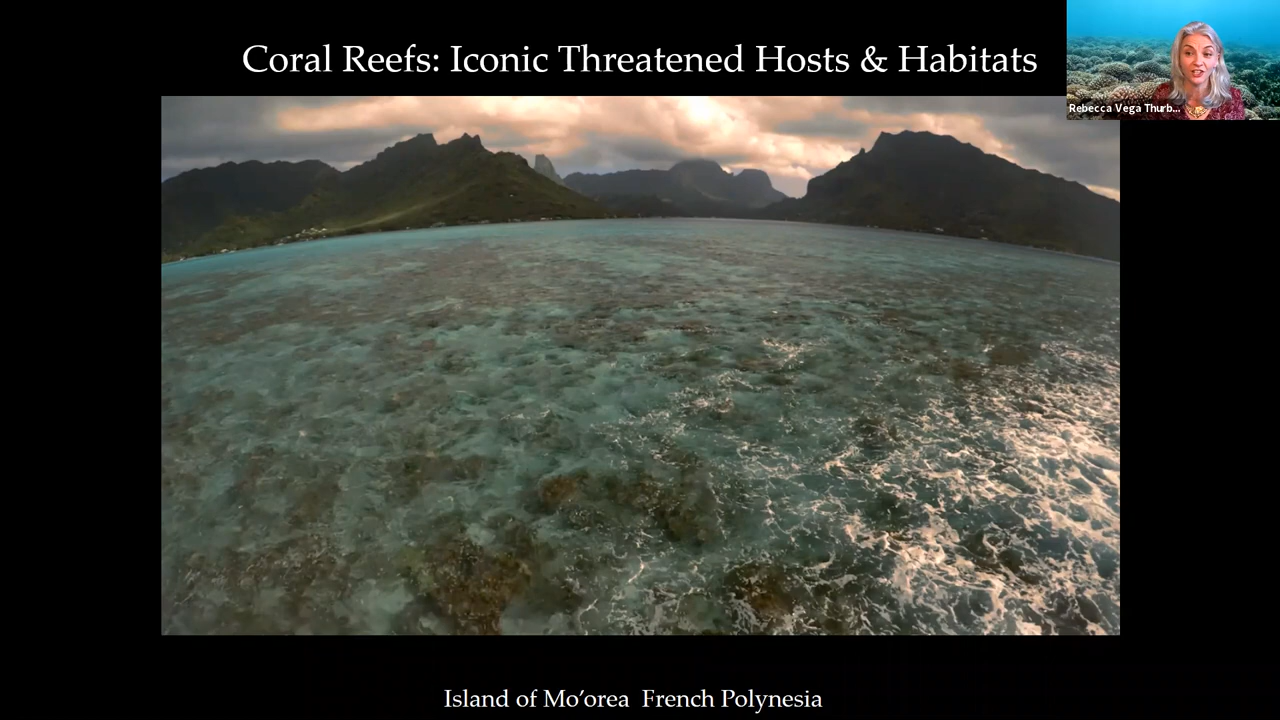 Coral Reefs: Iconic Threatened Hosts & Habitats
Rebecca Vega Thurb...
Island of Mo’orea  French Polynesia